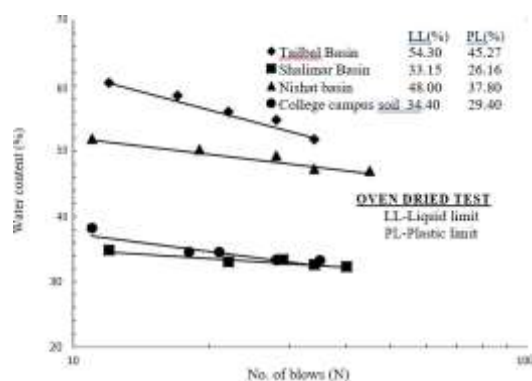 70
60
50
40
30
20
10
100
Water content (%)
No. of blows (N)
LL(%) PL(%)
Tailbal Basin 54.30 45.27
Shalimar Basin 33.15 26.16
Nishat basin 48.00 37.80
College campus soil 34.40 29.40
OVEN DRIED TEST
LL-Liquid limit
PL-Plastic limit